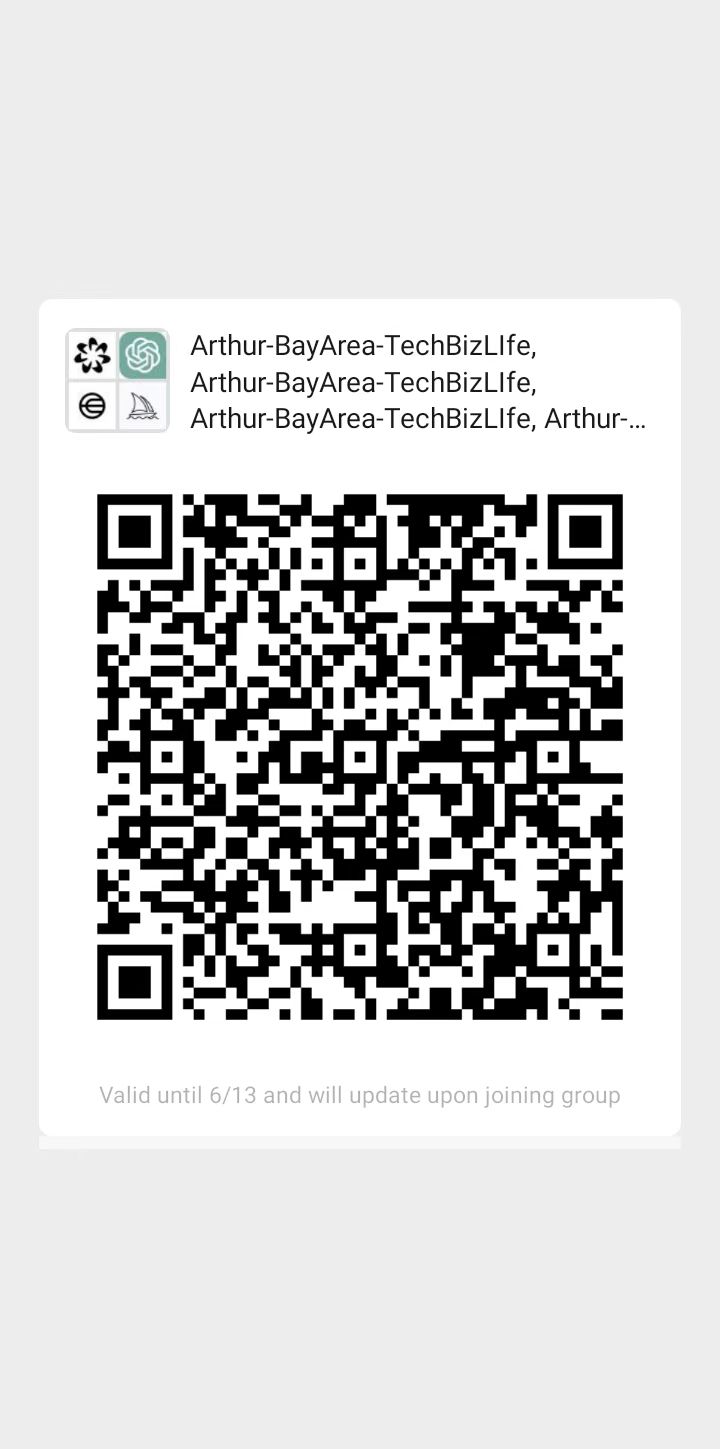 Arthur-BayArea-TechBizLIfe,
Arthur-BayArea-TechBizLIfe,
Arthur-BayArea-TechBizLIfe, Arthur-...
Valid until 6/13 and will update upon joining group